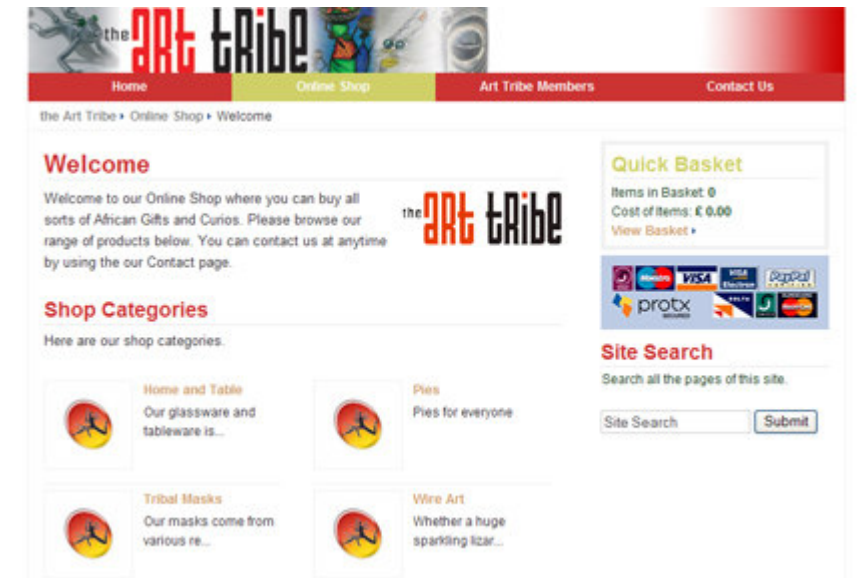 the ART tRibe
Home Online Shop Art Tribe Members Contact Us
the Art Tribe Online Shop Welcome
Welcome
Welcome to our Online Shop where you can buy all
sorts of African Gifts and Curios. Please browse our
range of products below. You can contact us at anytime
by using the our Contact page.
the ART tRibe
Shop Categories
Here are our shop categories.
Home and Table
Our glassware and
tableware is...
Pies
Pies for everyone
Tribal Masks
Our masks come from
various re...
Wire Art
Whether a huge
sparkling lizar...
Quick Basket
Items in Basket: 0
Cost of Items: £ 0.00
View Basket
Maestro VISA VISA Electron PayPal
protx SOLO MasterCard
Site Search
Search all the pages of this site.
Site Search Submit